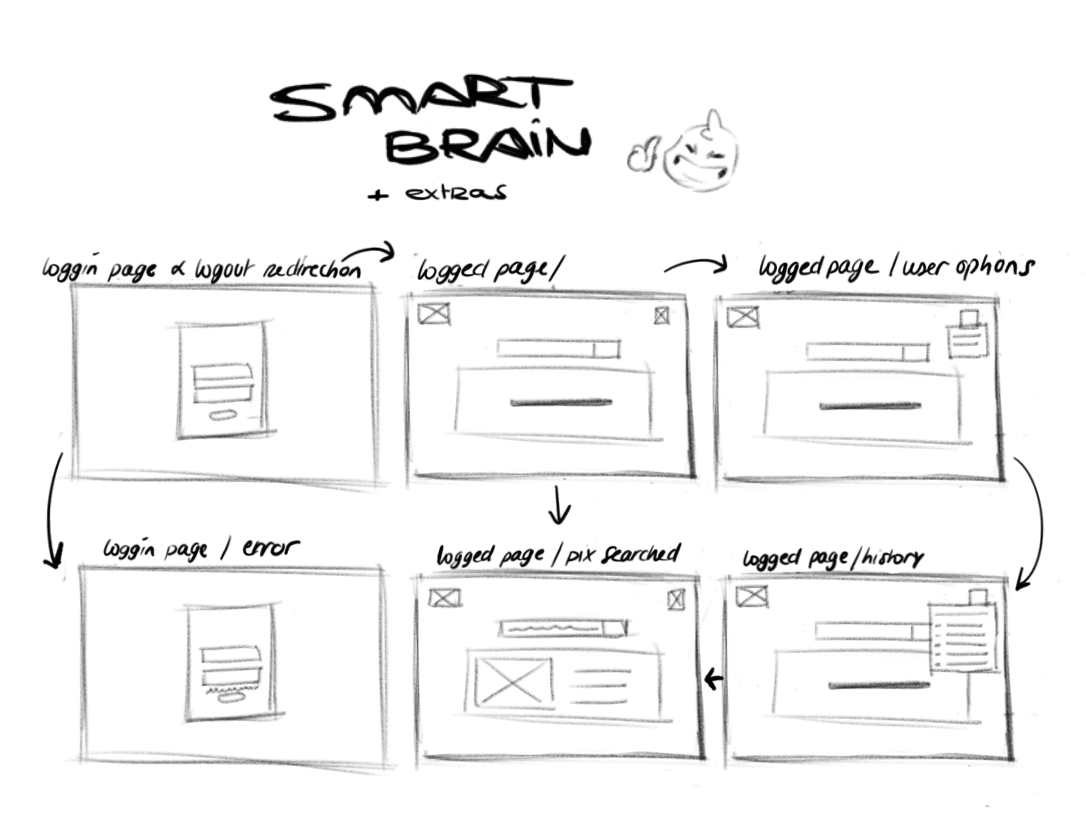 SMART
BRAiN
+ extras
loggin page & logout redirection
logged page/
logged page / user options
loggin page / error
logged page / pix searched
logged page / history